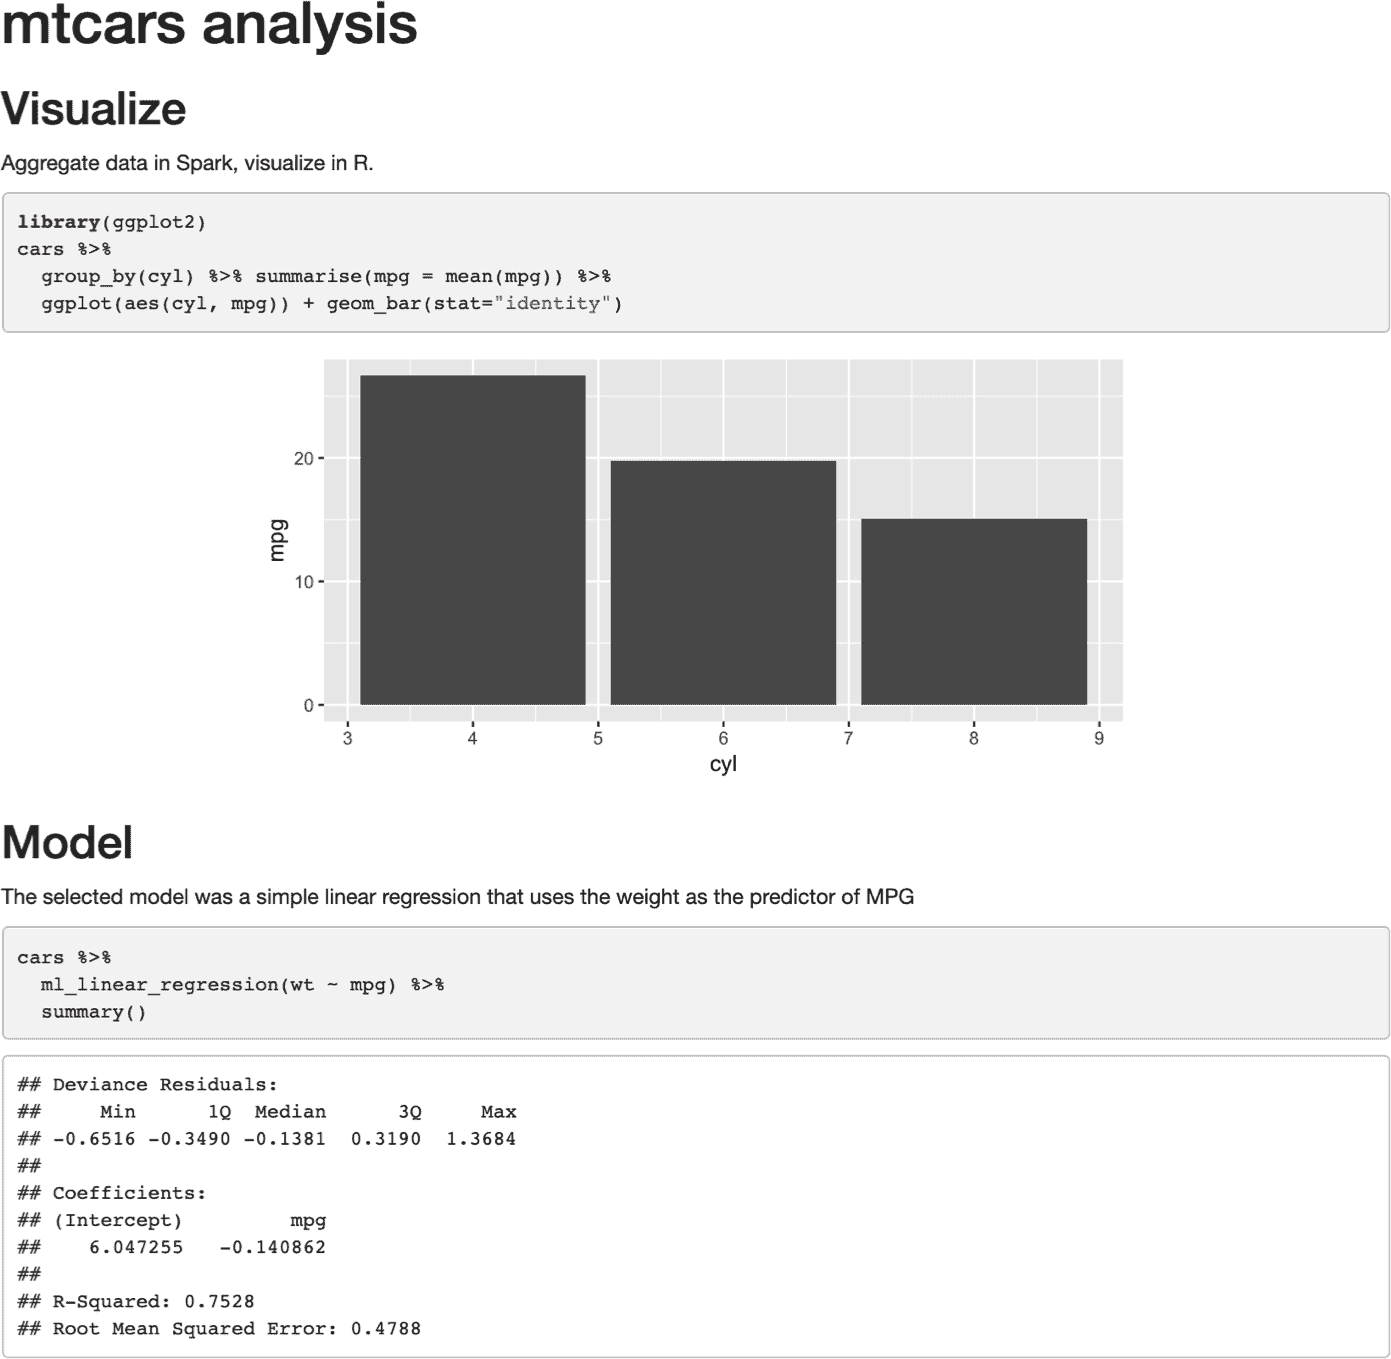 mtcars analysis
Visualize
Aggregate data in Spark, visualize in R.
library(ggplot2)
cars %>%
  group_by(cyl) %>% summarise(mpg = mean(mpg)) %>%
  ggplot(aes(cyl, mpg)) + geom_bar(stat="identity")
20
10
0
mpg
3 4 5 6 7 8 9
cyl
Model
The selected model was a simple linear regression that uses the weight as the predictor of MPG
cars %>%
  ml_linear_regression(wt ~ mpg) %>%
  summary()
## Deviance Residuals:
##     Min      1Q  Median      3Q     Max
## -0.6516 -0.3490 -0.1381  0.3190  1.3684
##
## Coefficients:
## (Intercept)         mpg
##    6.047255   -0.140862
##
## R-Squared: 0.7528
## Root Mean Squared Error: 0.4788